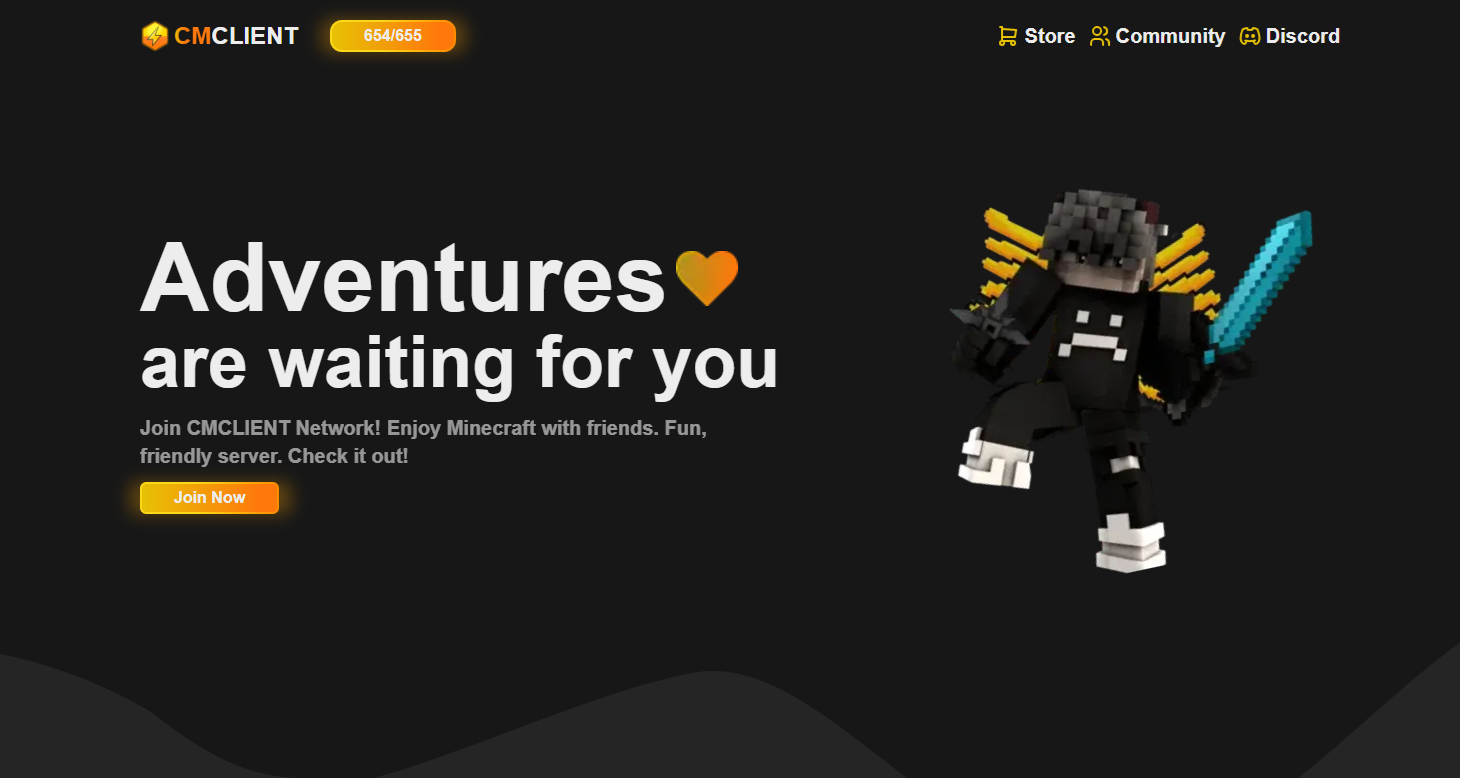 CMCLIENT
654/655
Store
Community
Discord
Adventures
are waiting for you
Join CMCLIENT Network! Enjoy Minecraft with friends. Fun,
friendly server. Check it out!
Join Now